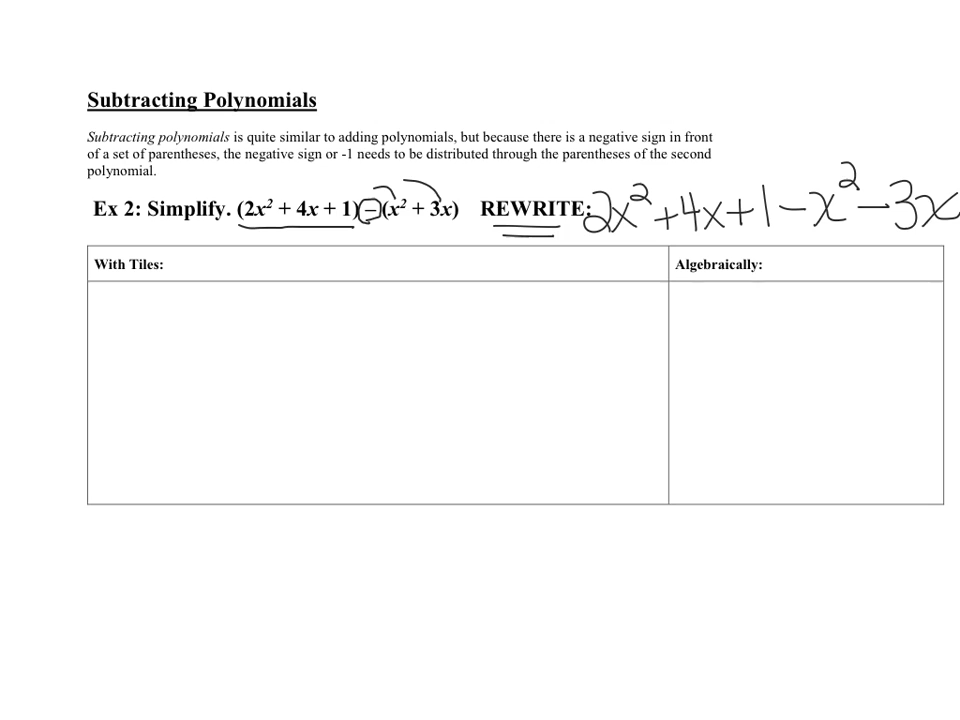 Subtracting Polynomials
Subtracting polynomials is quite similar to adding polynomials, but because there is a negative sign in front
of a set of parentheses, the negative sign or -1 needs to be distributed through the parentheses of the second
polynomial.
Ex 2: Simplify. (2x² + 4x + 1) – (x² + 3x) REWRITE: 2x² + 4x + 1 – x² – 3x
With Tiles: Algebraically: